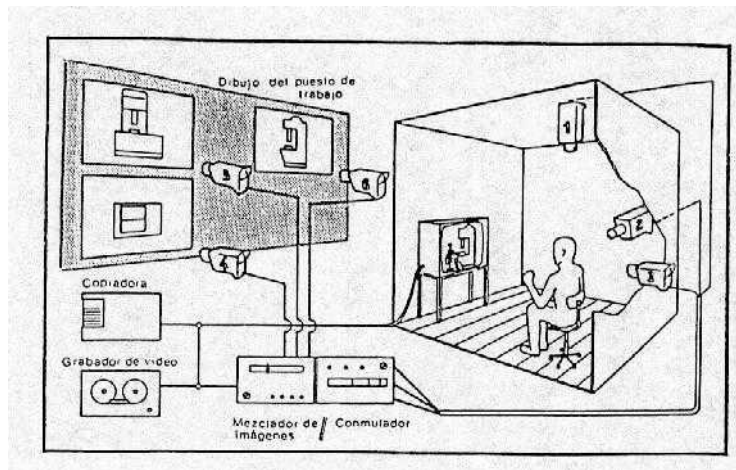 Dibujo del puesto de
trabajo
1
5
6
2
3
4
Copiadora
Grabador de video
Mezclador de
imágenes
Conmutador